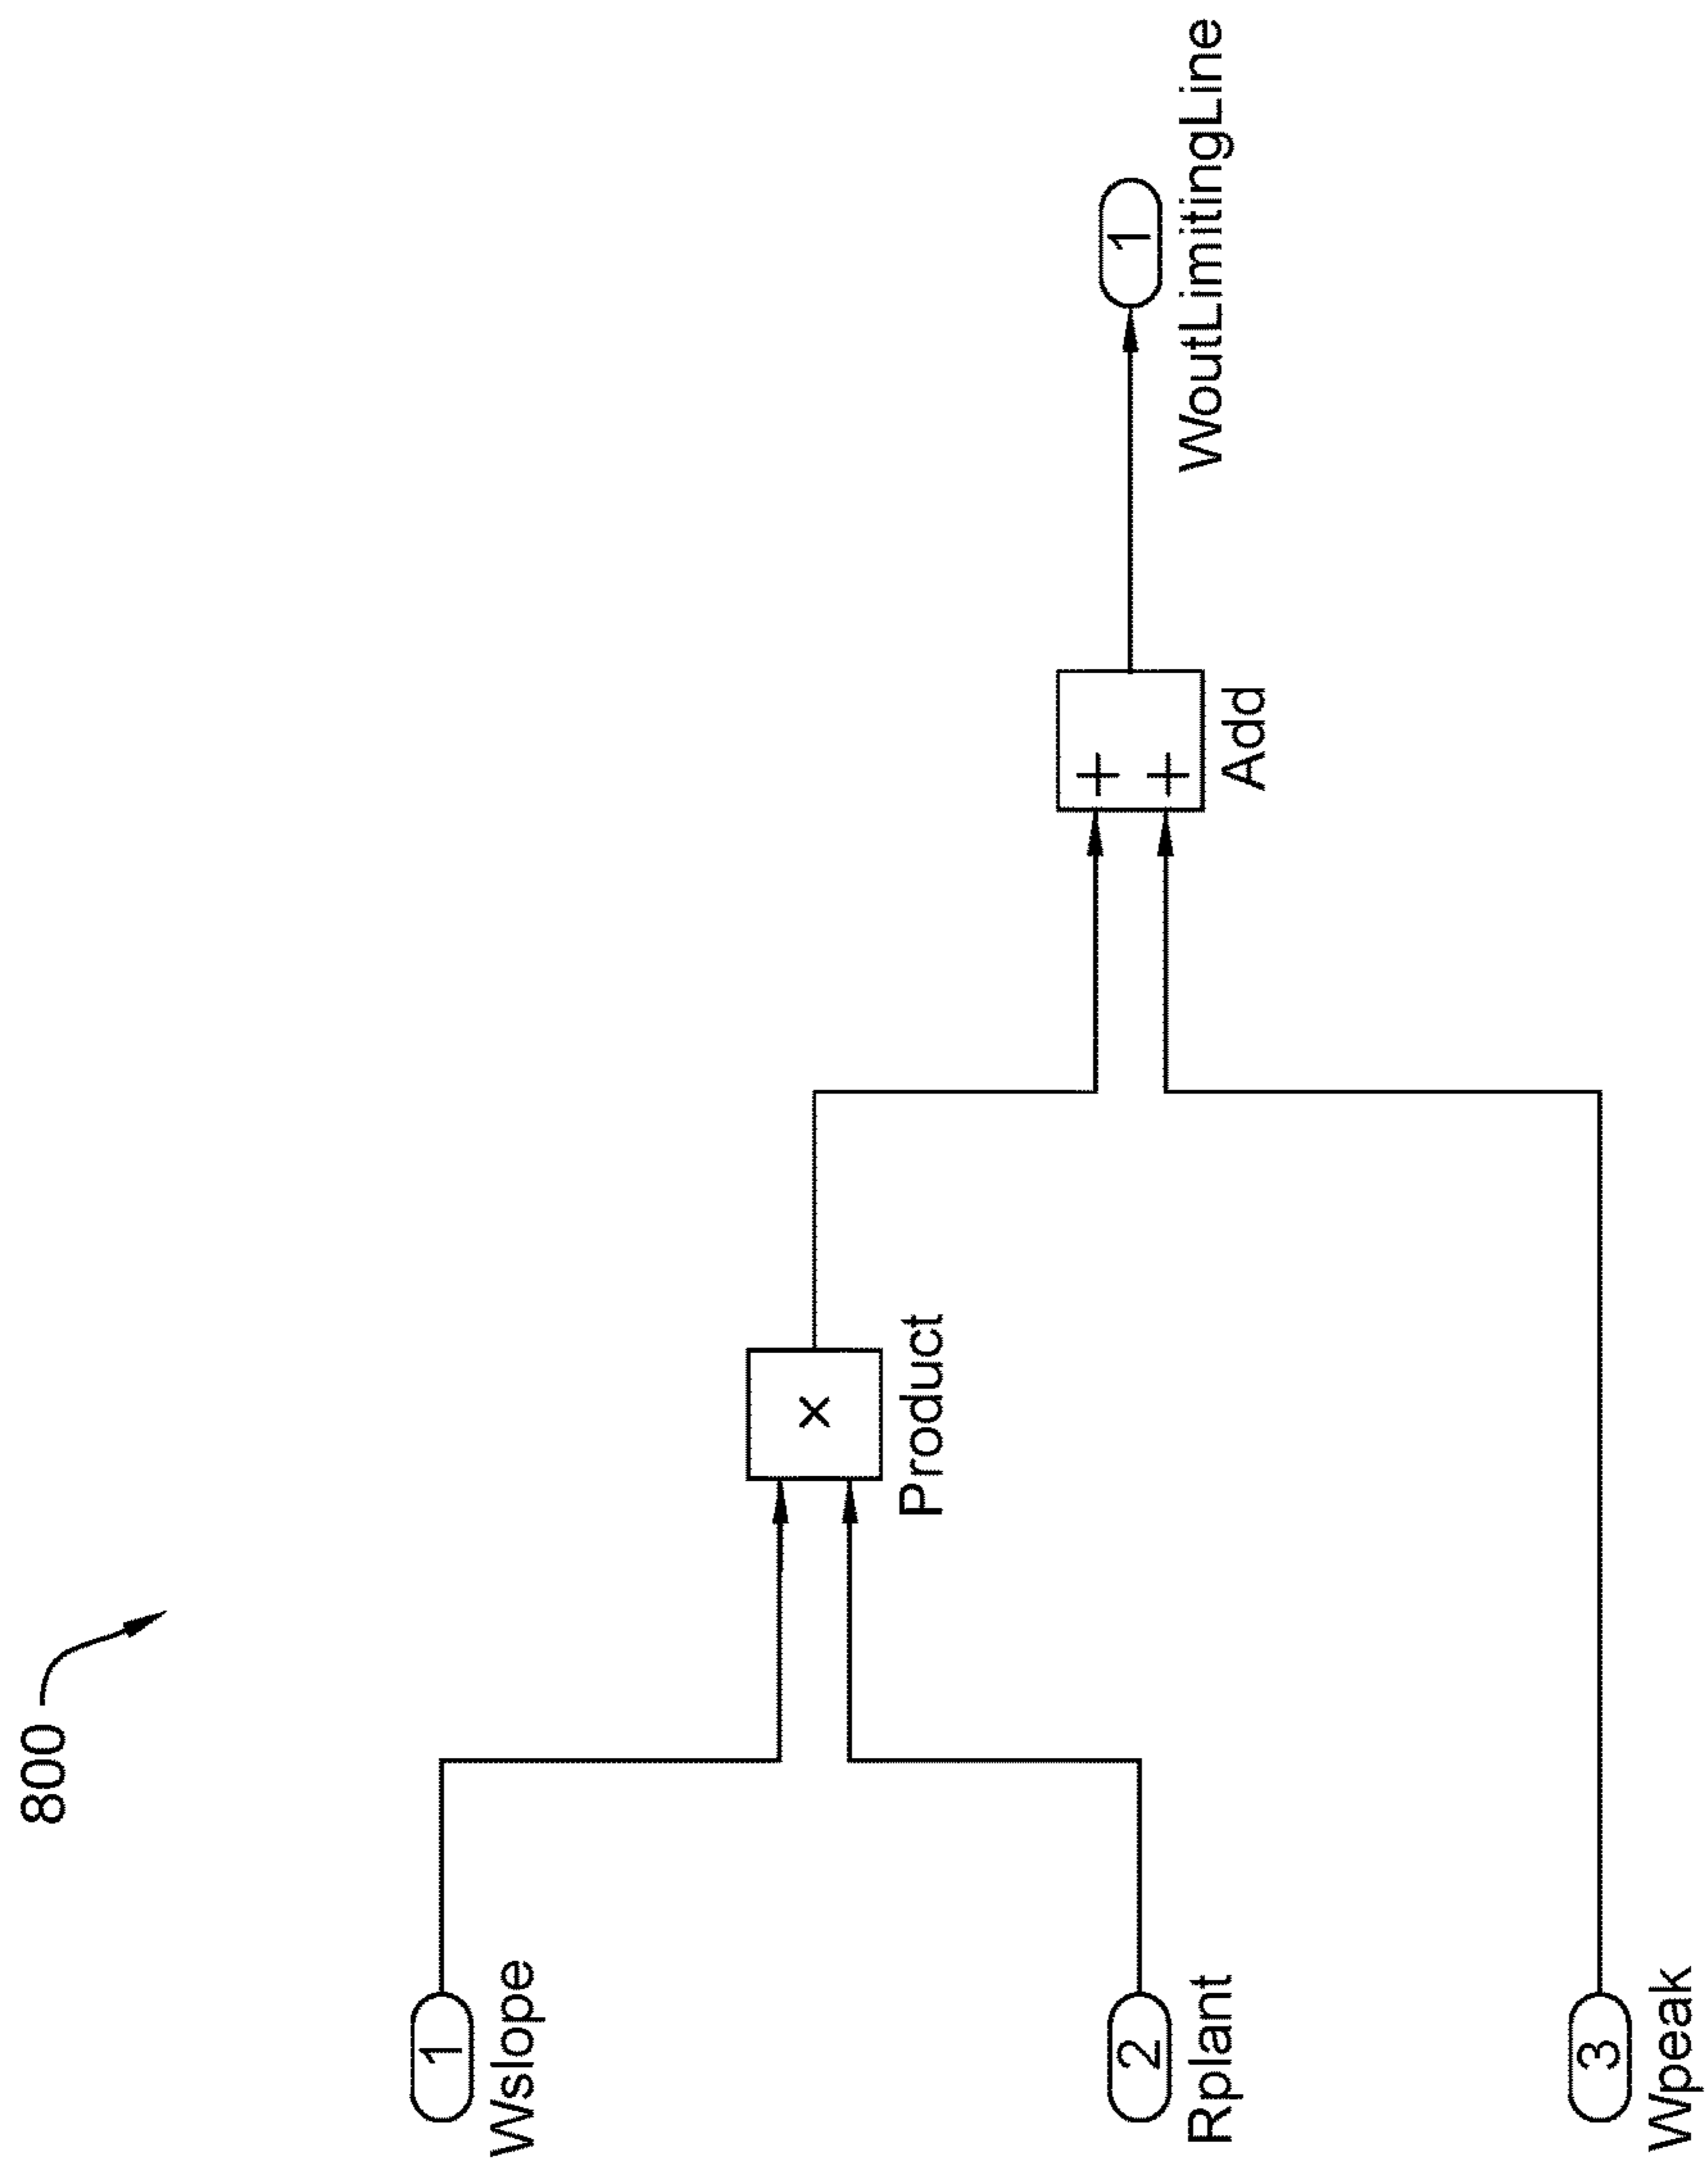 800
1
Wslope
2
Rplant
3
Wpeak
×
Product
+
+
Add
1
WoutLimitingLine